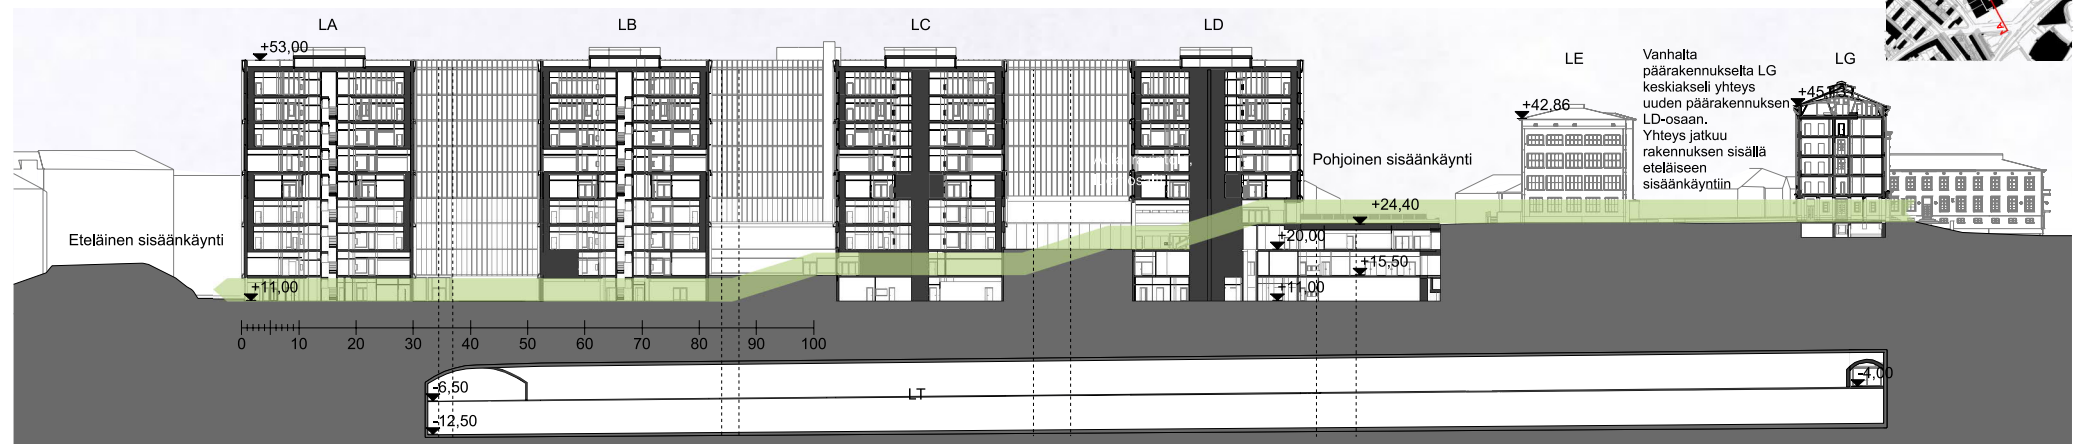 LA
LB
LC
LD
LE
LG
+53,00
Vanhalta
päärakennukselta LG
keskiakseli yhteys
uuden päärakennuksen
LD-osaan.
Yhteys jatkuu
rakennuksen sisällä
eteläiseen
sisäänkäyntiin
+42,86
Pohjoinen sisäänkäynti
+24,40
Eteläinen sisäänkäynti
+20,00
+15,50
+11,00
+11,00
0 10 20 30 40 50 60 70 80 90 100
-6,50
LT
-4,00
-12,50